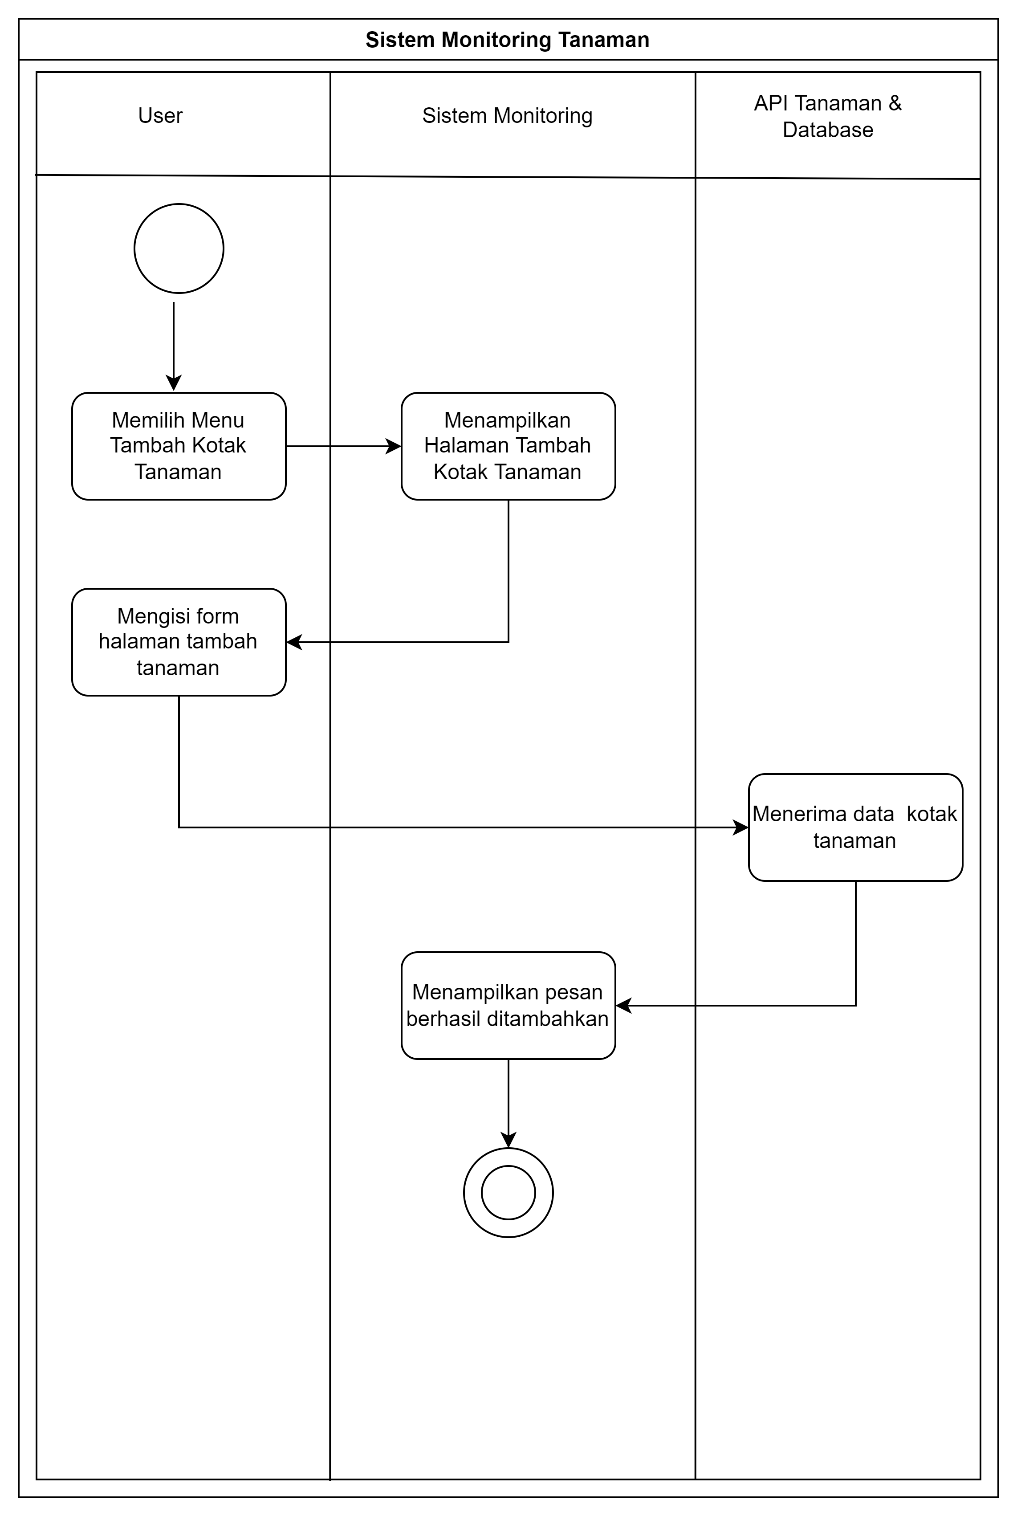 Sistem Monitoring Tanaman
User
Sistem Monitoring
API Tanaman &
Database
Memilih Menu
Tambah Kotak
Tanaman
Menampilkan
Halaman Tambah
Kotak Tanaman
Mengisi form
halaman tambah
tanaman
Menerima data  kotak
tanaman
Menampilkan pesan
berhasil ditambahkan